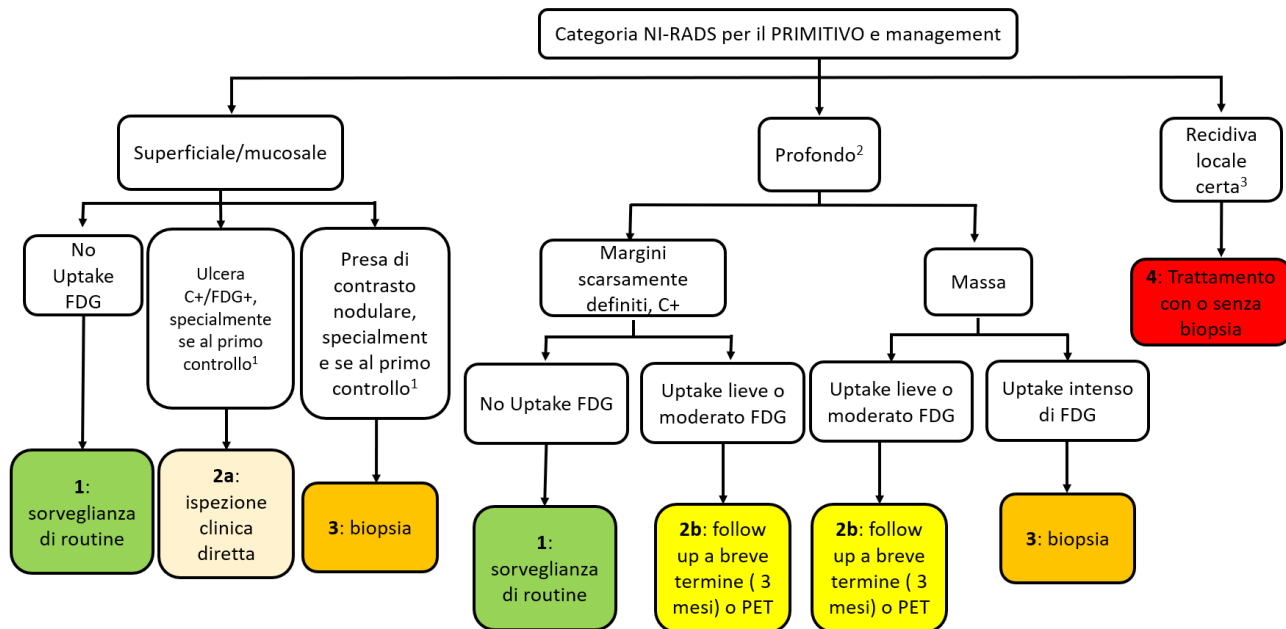 Categoria NI-RADS per il PRIMITIVO e management
Superficiale/mucosale
Profondo²
Recidiva
locale
certa³
No
Uptake
FDG
Ulcera
C+/FDG+,
specialmente
se al primo
controllo¹
Presa di
contrasto
nodulare,
specialment
e se al primo
controllo¹
Margini
scarsamente
definiti, C+
Massa
4: Trattamento
con o senza
biopsia
No Uptake FDG
Uptake lieve o
moderato FDG
Uptake lieve o
moderato FDG
Uptake intenso
di FDG
1:
sorveglianza
di routine
2a:
ispezione
clinica
diretta
3: biopsia
1:
sorveglianza
di routine
2b: follow
up a breve
termine ( 3
mesi) o PET
2b: follow
up a breve
termine ( 3
mesi) o PET
3: biopsia